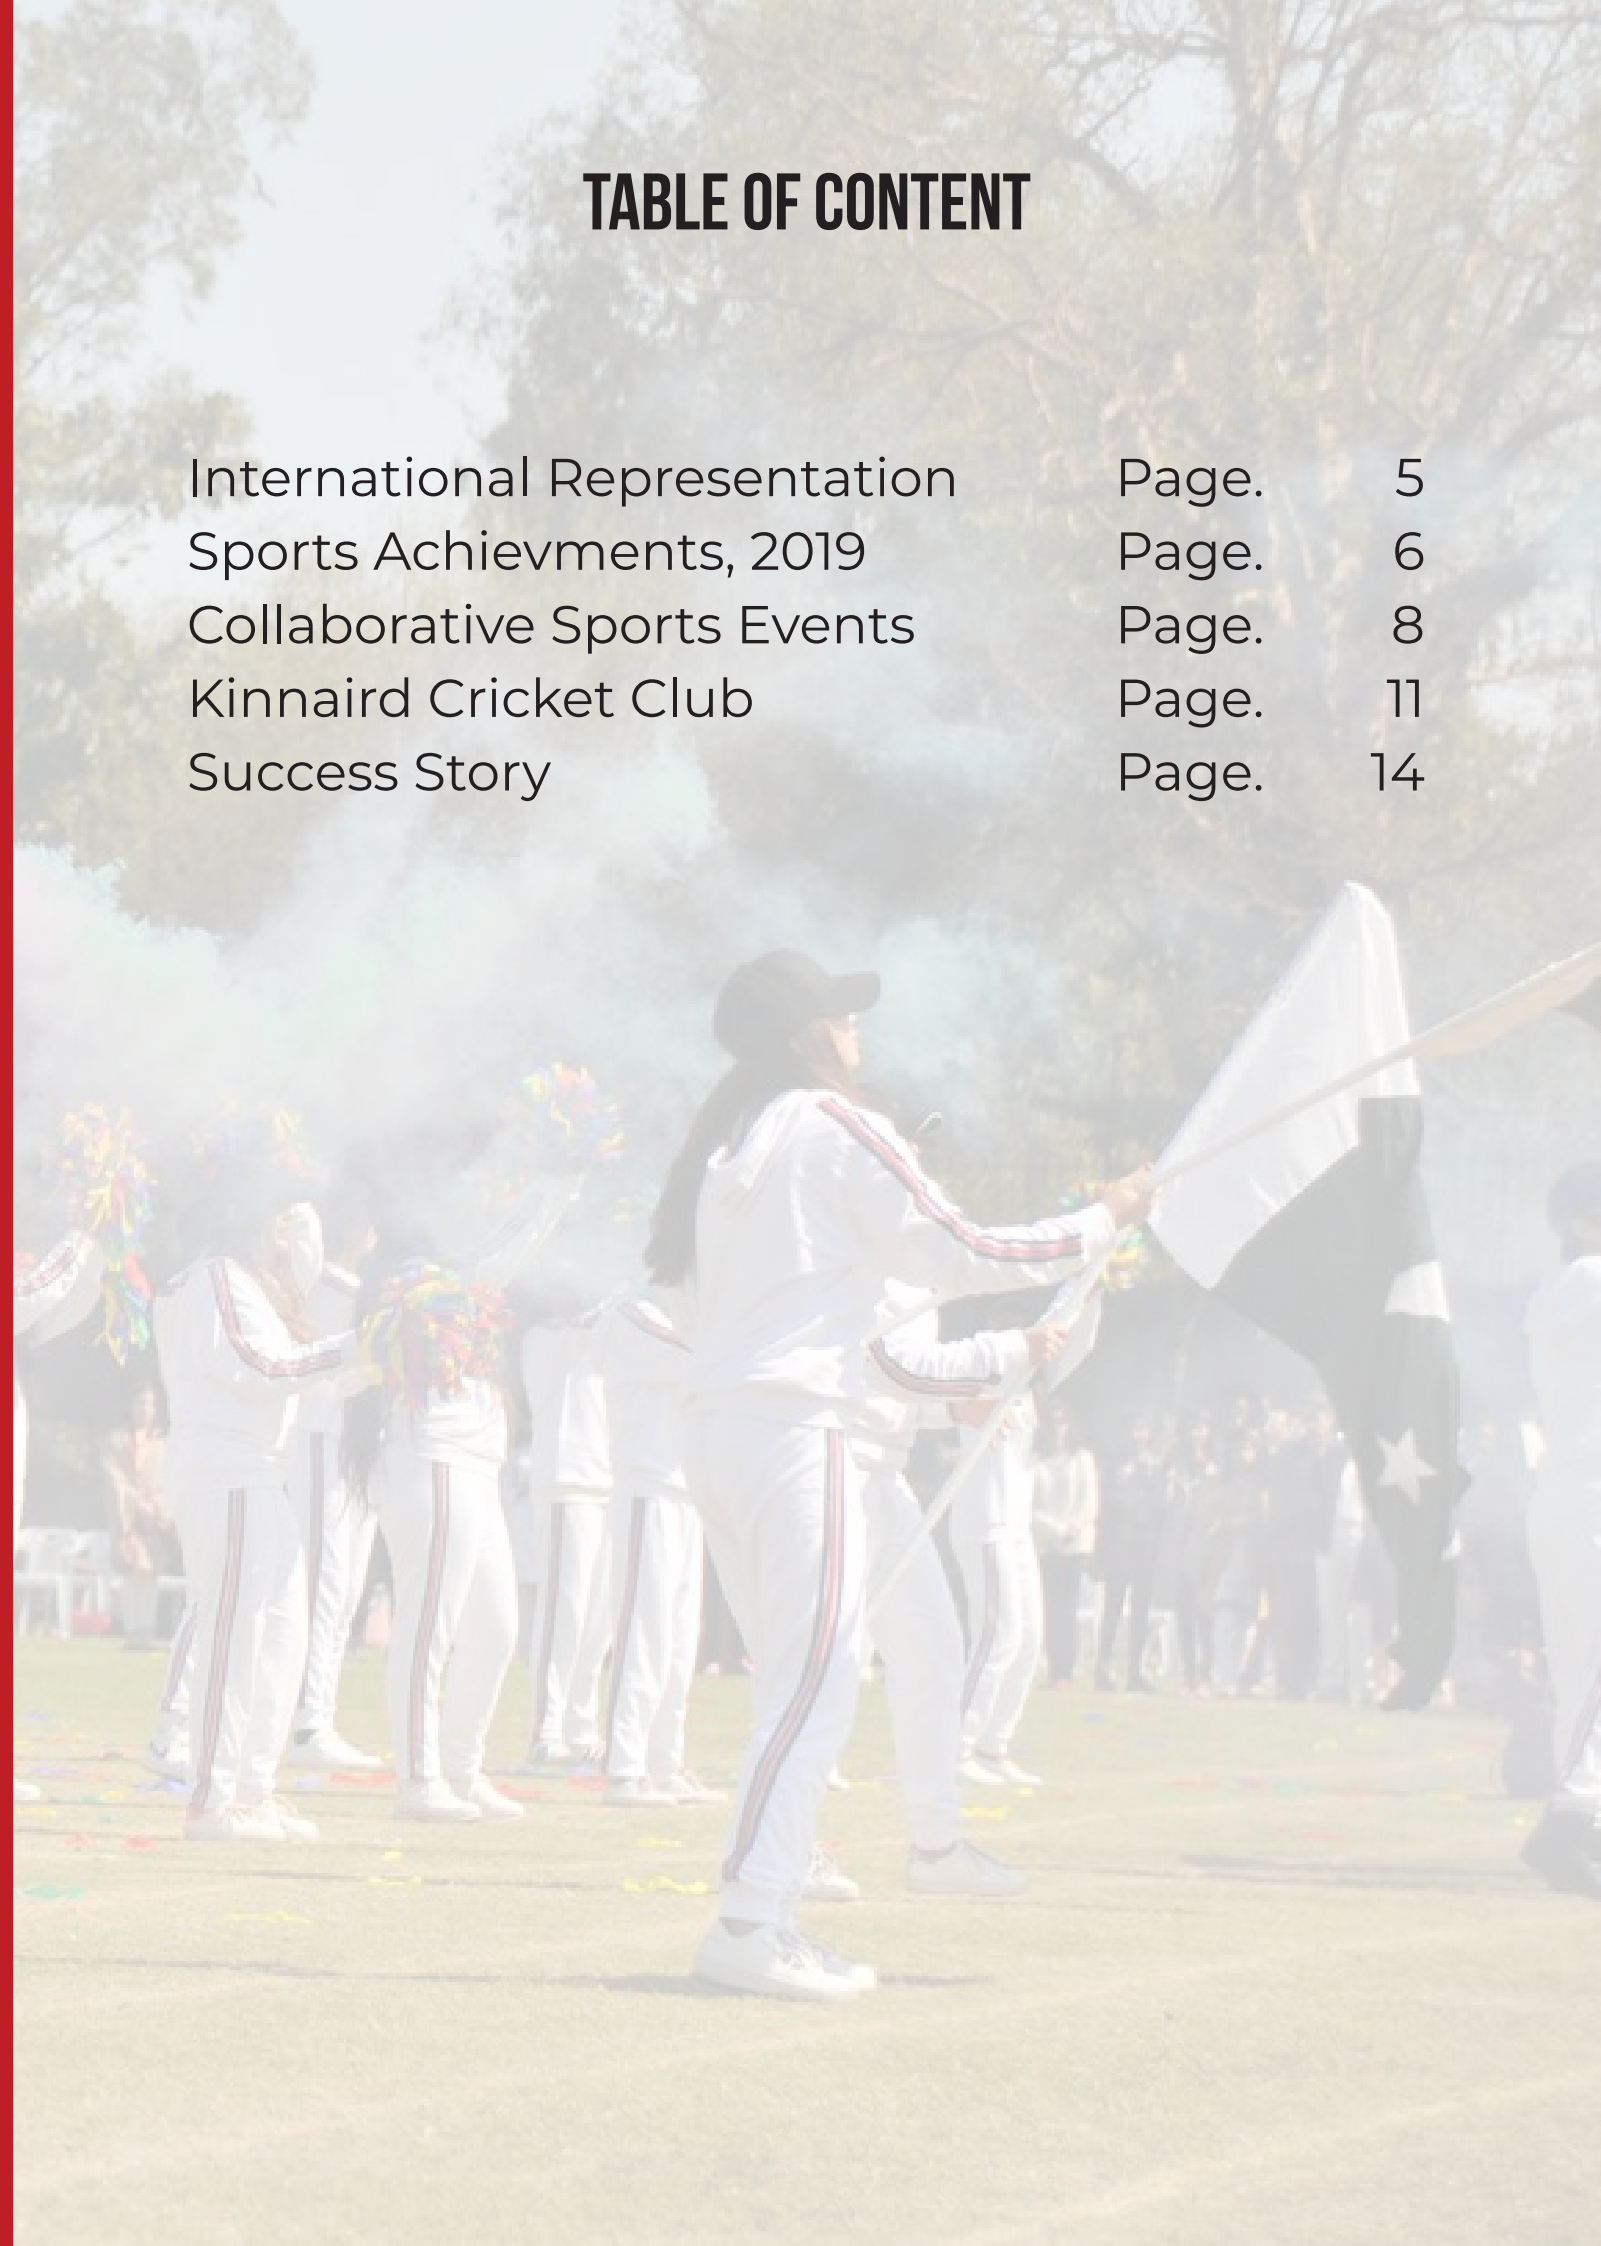 TABLE OF CONTENT
International Representation Page. 5
Sports Achievments, 2019 Page. 6
Collaborative Sports Events Page. 8
Kinnaird Cricket Club Page. 11
Success Story Page. 14